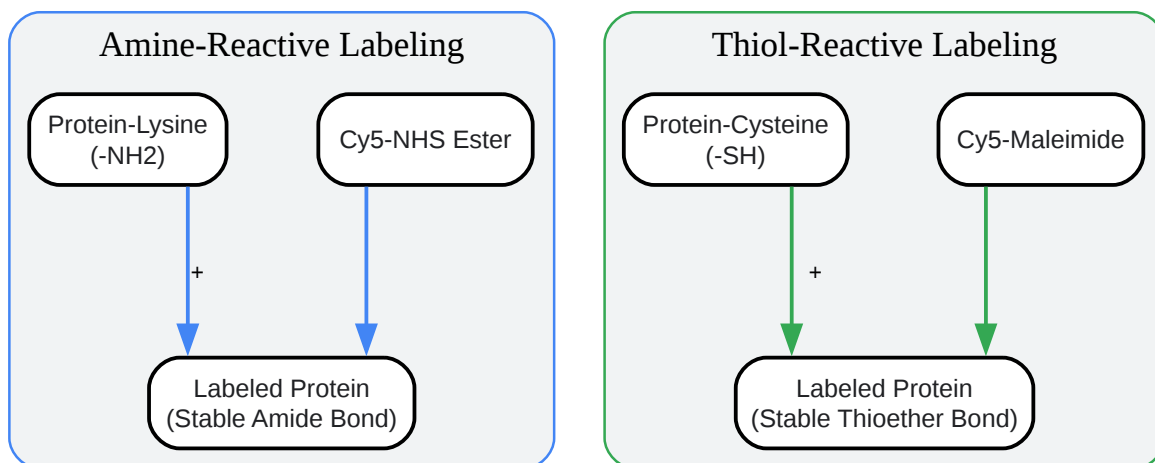 Amine-Reactive Labeling
Protein-Lysine
(-NH2)
Cy5-NHS Ester
+
Labeled Protein
(Stable Amide Bond)
Thiol-Reactive Labeling
Protein-Cysteine
(-SH)
Cy5-Maleimide
+
Labeled Protein
(Stable Thioether Bond)